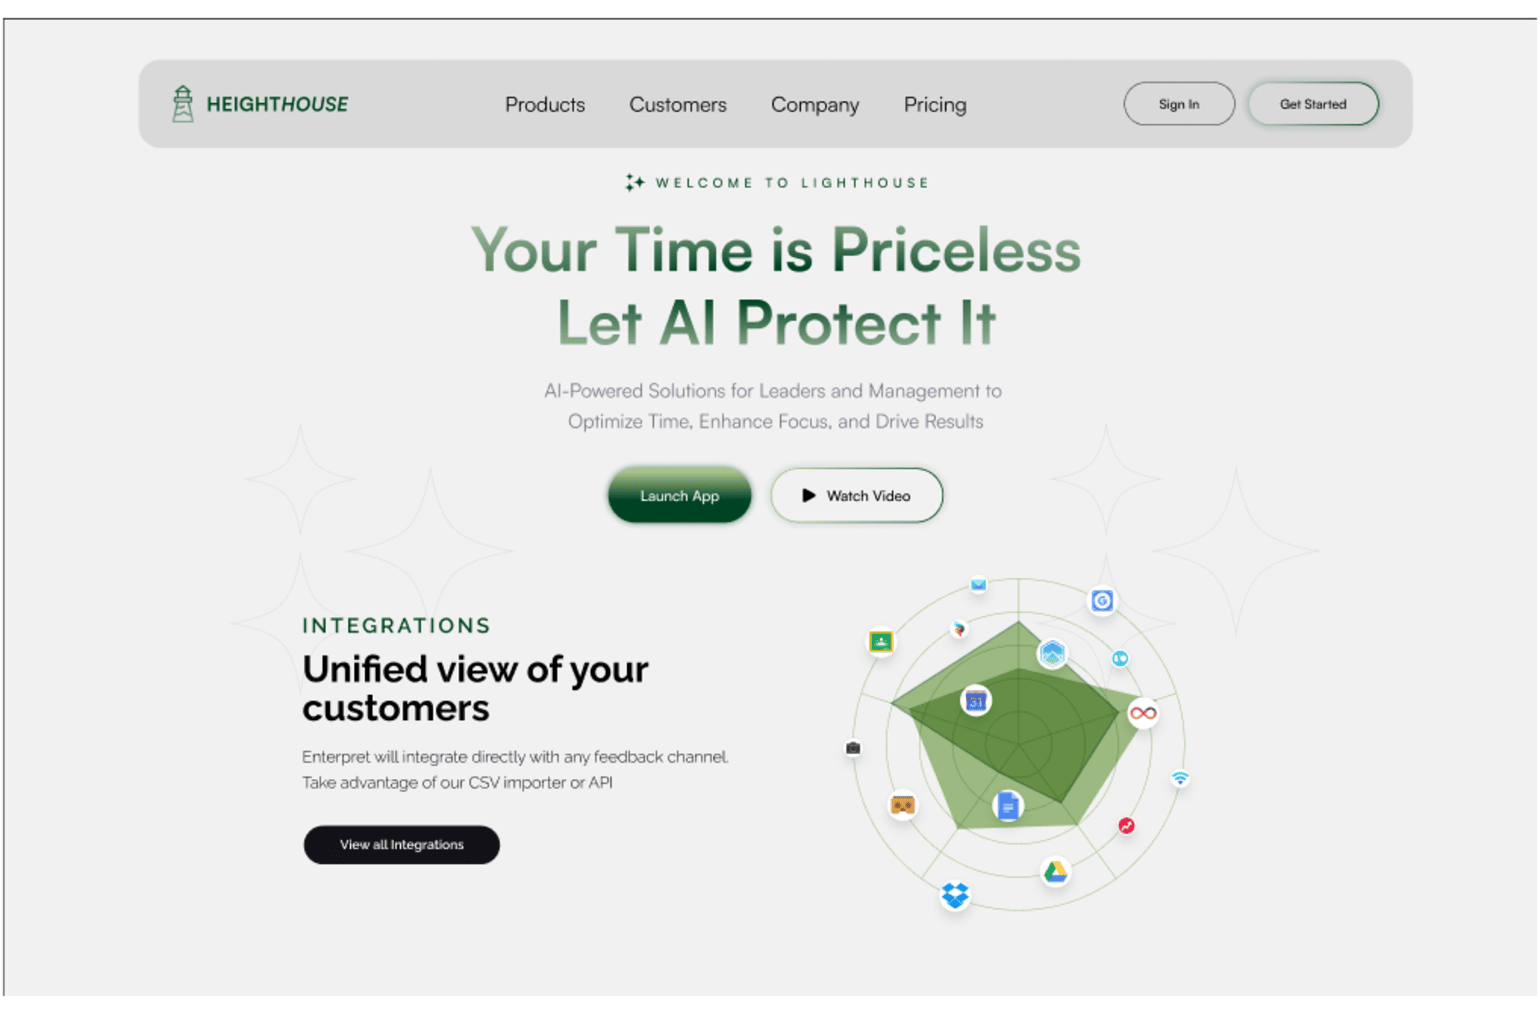 HEIGHTHOUSE
Products
Customers
Company
Pricing
Sign In
Get Started
WELCOME TO LIGHTHOUSE
Your Time is Priceless
Let AI Protect It
AI-Powered Solutions for Leaders and Management to
Optimize Time, Enhance Focus, and Drive Results
Launch App
Watch Video
INTEGRATIONS
Unified view of your
customers
Enterpret will integrate directly with any feedback channel.
Take advantage of our CSV importer or API
View all Integrations
31